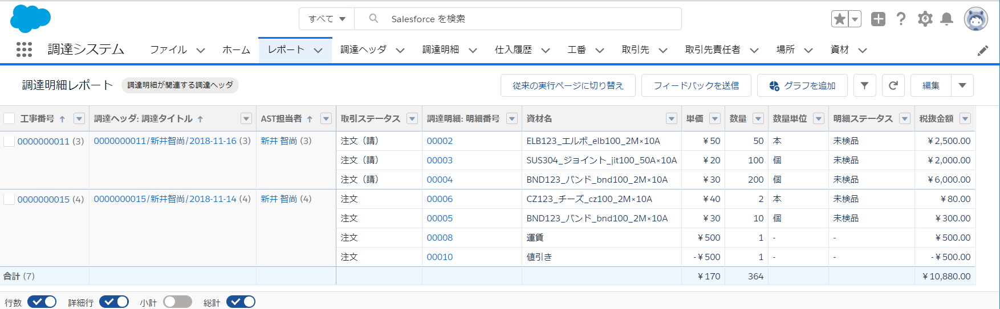 すべて Salesforce を検索
調達システム ファイル ホーム レポート 調達ヘッダ 調達明細 仕入履歴 工番 取引先 取引先責任者 場所 資材
調達明細レポート 調達明細が関連する調達ヘッダ 従来の実行ページに切り替え フィードバックを送信 グラフを追加 編集
工事番号 ↑ 調達ヘッダ: 調達タイトル ↑ AST担当者 ↑ 取引ステータス 調達明細: 明細番号 資材名 単価 数量 数量単位 明細ステータス 税抜金額
0000000011 (3) 0000000011/新井智尚/2018-11-16 (3) 新井 智尚 (3) 注文（請） 00002 ELB123_エルボ_elb100_2M×10A ¥50 50 本 未検品 ¥2,500.00
注文（請） 00003 SUS304_ジョイント_jit100_50A×10A ¥20 100 個 未検品 ¥2,000.00
注文（請） 00004 BND123_バンド_bnd100_2M×10A ¥30 200 個 未検品 ¥6,000.00
0000000015 (4) 0000000015/新井智尚/2018-11-14 (4) 新井 智尚 (4) 注文 00006 CZ123_チーズ_cz100_2M×10A ¥40 2 本 未検品 ¥80.00
注文 00005 BND123_バンド_bnd100_2M×10A ¥30 10 個 未検品 ¥300.00
注文 00008 運賃 ¥500 1 - - ¥500.00
注文 00010 値引き -¥500 1 - - -¥500.00
合計 (7) ¥170 364 ¥10,880.00
行数 詳細行 小計 総計